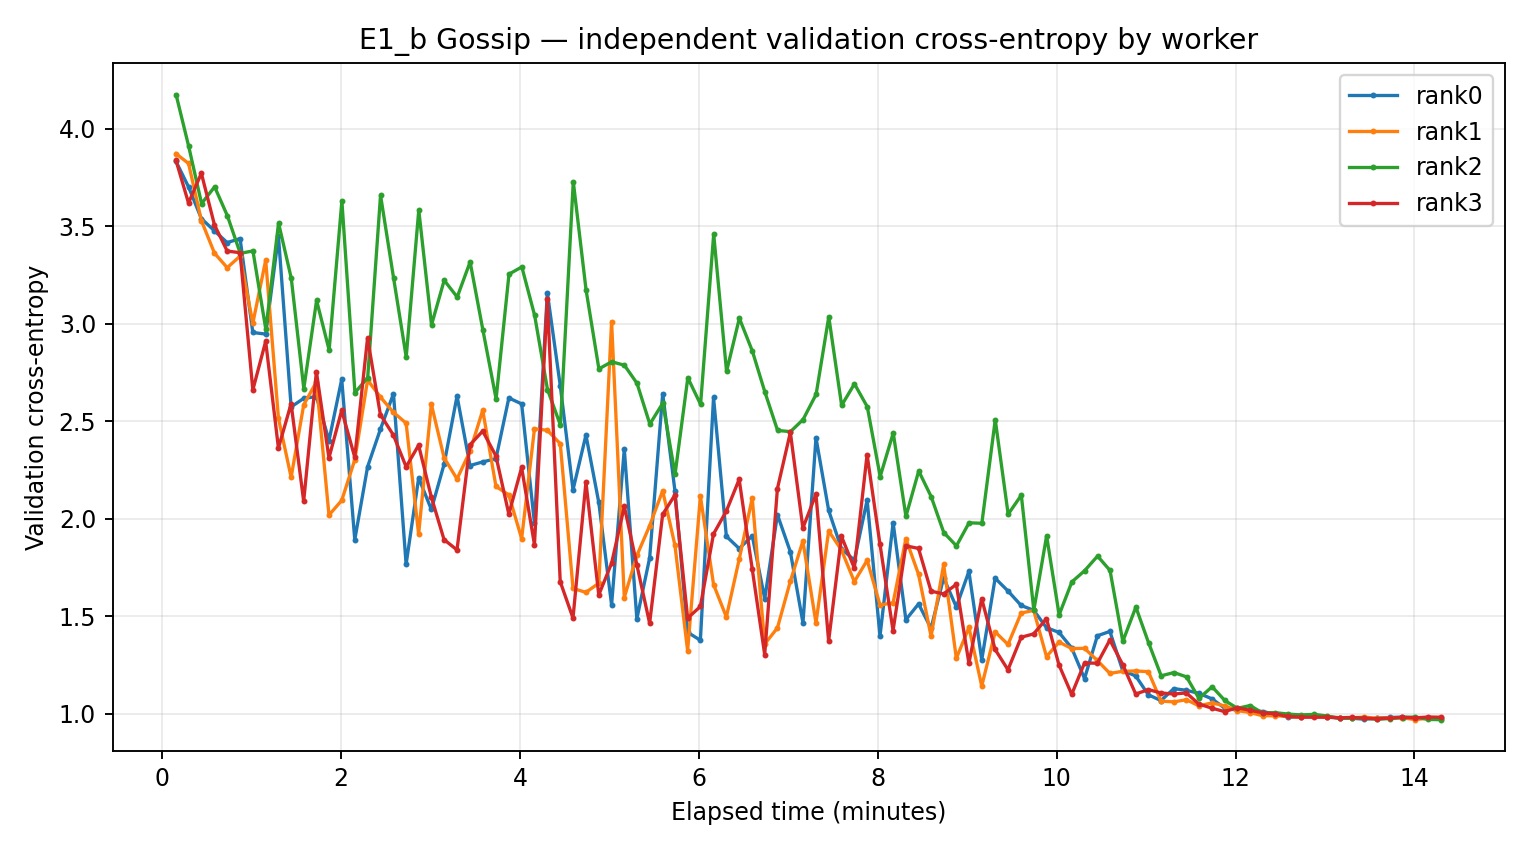 E1_b Gossip — independent validation cross-entropy by worker
rank0
rank1
rank2
rank3
Validation cross-entropy
4.0
3.5
3.0
2.5
2.0
1.5
1.0
0 2 4 6 8 10 12 14
Elapsed time (minutes)